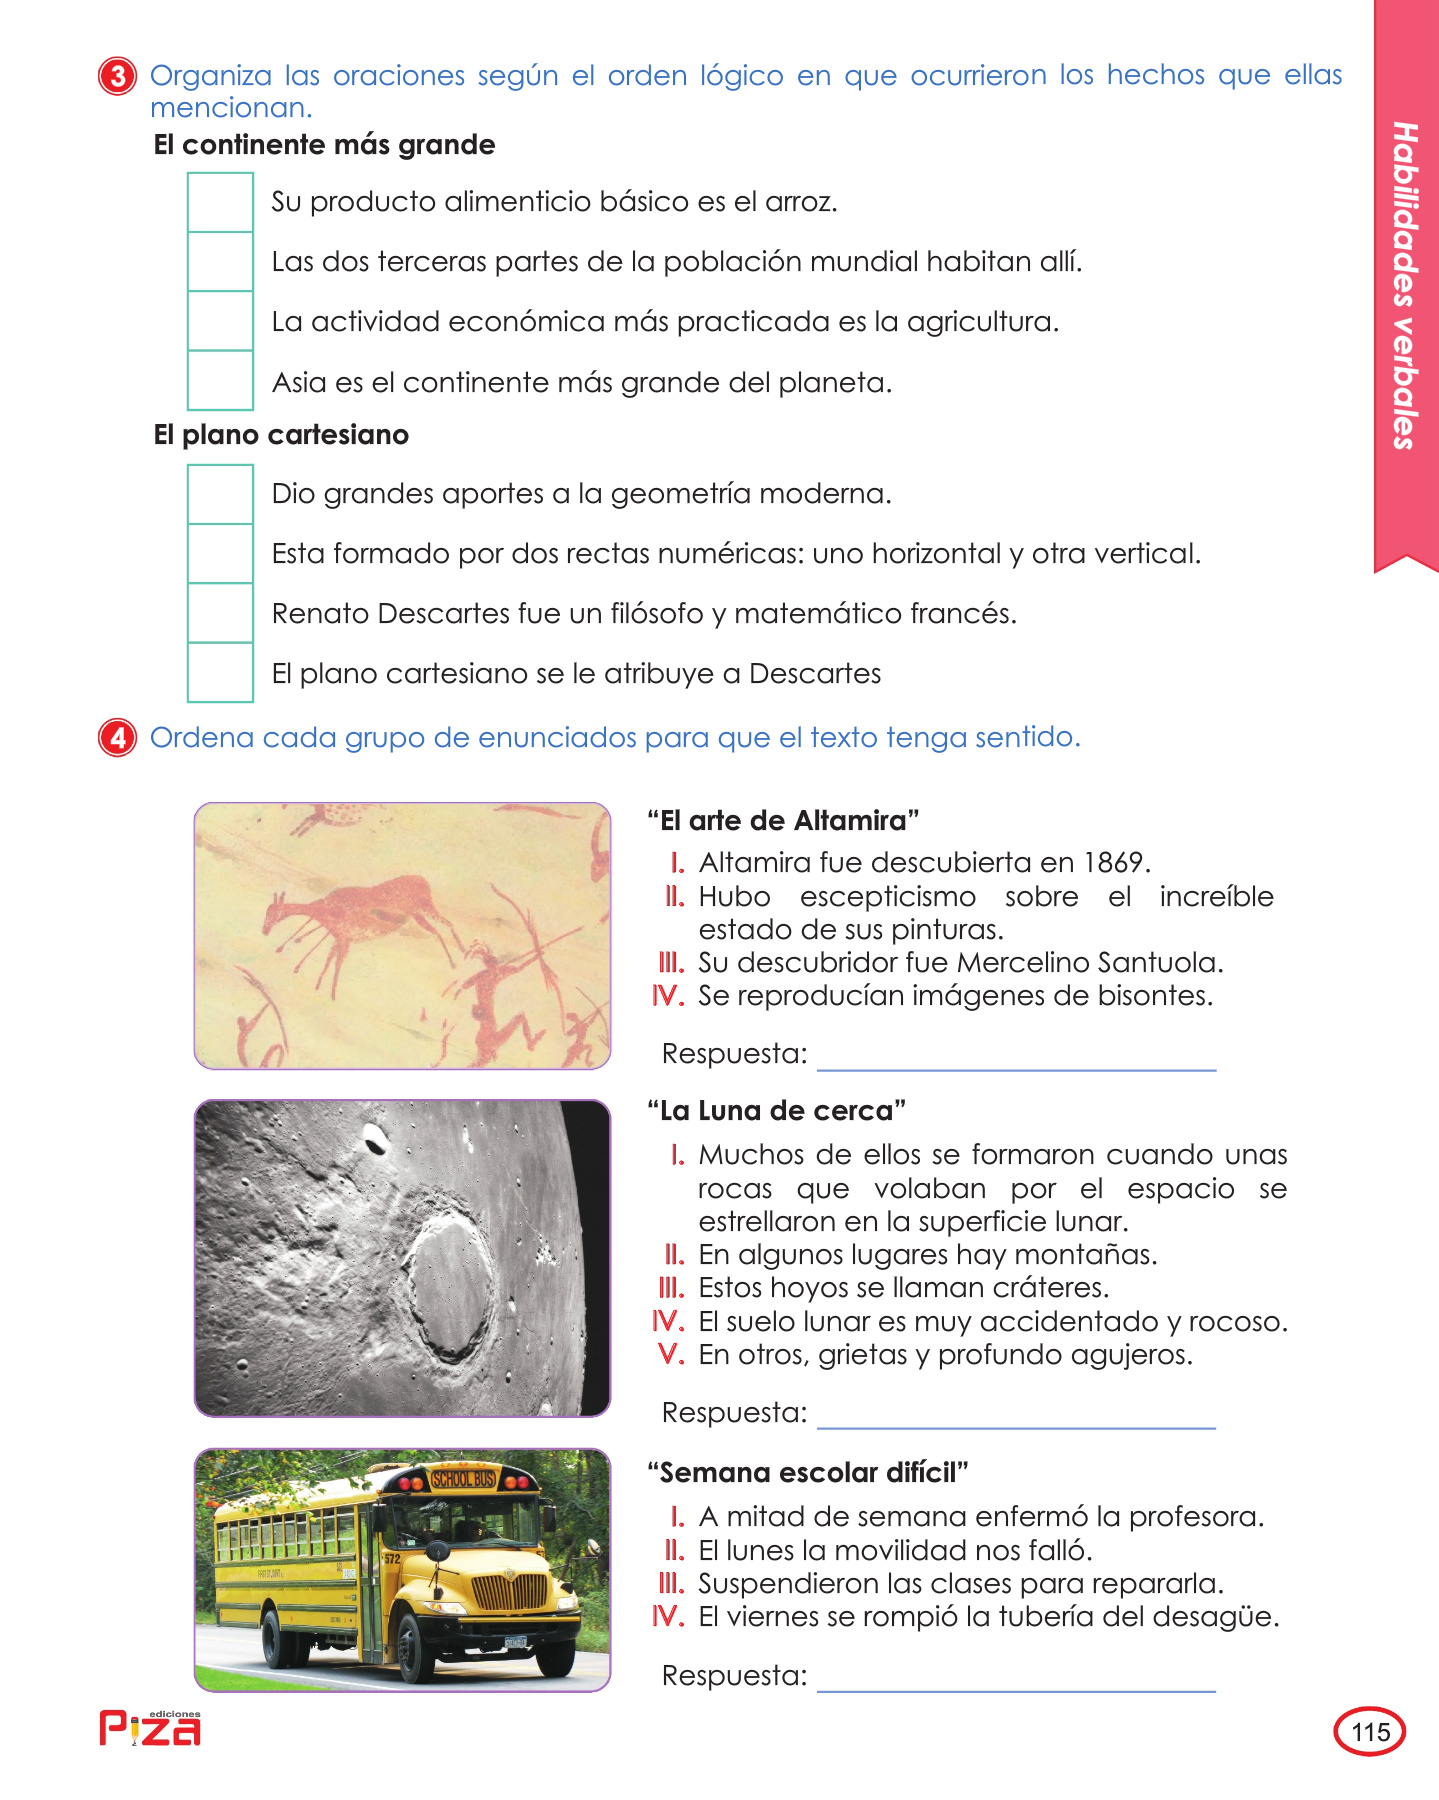 3 Organiza las oraciones según el orden lógico en que ocurrieron los hechos que ellas
mencionan.
El continente más grande
Su producto alimenticio básico es el arroz.
Las dos terceras partes de la población mundial habitan allí.
La actividad económica más practicada es la agricultura.
Asia es el continente más grande del planeta.
El plano cartesiano
Dio grandes aportes a la geometría moderna.
Esta formado por dos rectas numéricas: uno horizontal y otra vertical.
Renato Descartes fue un filósofo y matemático francés.
El plano cartesiano se le atribuye a Descartes
4 Ordena cada grupo de enunciados para que el texto tenga sentido.
“El arte de Altamira”
I. Altamira fue descubierta en 1869.
II. Hubo escepticismo sobre el increíble
estado de sus pinturas.
III. Su descubridor fue Mercelino Santuola.
IV. Se reproducían imágenes de bisontes.
Respuesta:
“La Luna de cerca”
I. Muchos de ellos se formaron cuando unas
rocas que volaban por el espacio se
estrellaron en la superficie lunar.
II. En algunos lugares hay montañas.
III. Estos hoyos se llaman cráteres.
IV. El suelo lunar es muy accidentado y rocoso.
V. En otros, grietas y profundo agujeros.
Respuesta:
SCHOOL BUS
572
“Semana escolar difícil”
I. A mitad de semana enfermó la profesora.
II. El lunes la movilidad nos falló.
III. Suspendieron las clases para repararla.
IV. El viernes se rompió la tubería del desagüe.
Respuesta:
Habilidades verbales
ediciones
Piza
115